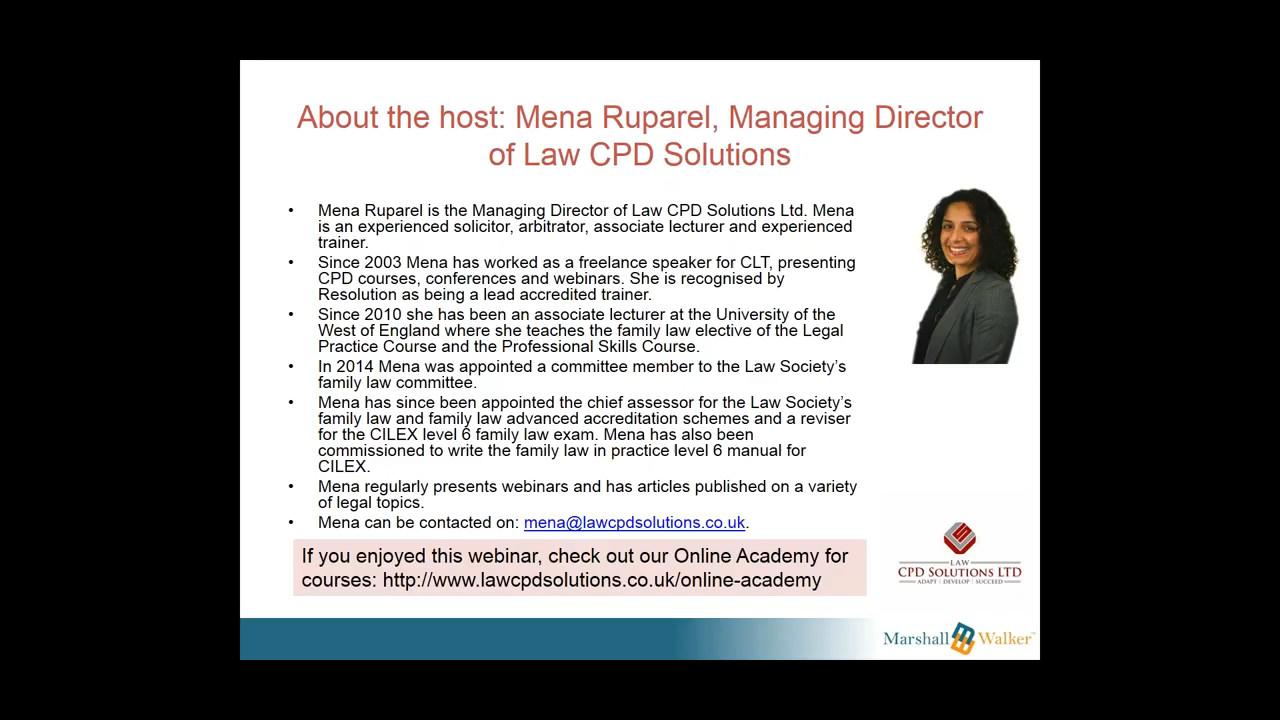 About the host: Mena Ruparel, Managing Director
of Law CPD Solutions
• Mena Ruparel is the Managing Director of Law CPD Solutions Ltd. Mena
is an experienced solicitor, arbitrator, associate lecturer and experienced
trainer.
• Since 2003 Mena has worked as a freelance speaker for CLT, presenting
CPD courses, conferences and webinars. She is recognised by
Resolution as being a lead accredited trainer.
• Since 2010 she has been an associate lecturer at the University of the
West of England where she teaches the family law elective of the Legal
Practice Course and the Professional Skills Course.
• In 2014 Mena was appointed a committee member to the Law Society’s
family law committee.
• Mena has since been appointed the chief assessor for the Law Society’s
family law and family law advanced accreditation schemes and a reviser
for the CILEX level 6 family law exam. Mena has also been
commissioned to write the family law in practice level 6 manual for
CILEX.
• Mena regularly presents webinars and has articles published on a variety
of legal topics.
• Mena can be contacted on: mena@lawcpdsolutions.co.uk.
If you enjoyed this webinar, check out our Online Academy for
courses: http://www.lawcpdsolutions.co.uk/online-academy
LAW
CPD SOLUTIONS LTD
ADAPT | DEVELOP | SUCCEED
Marshall Walker™